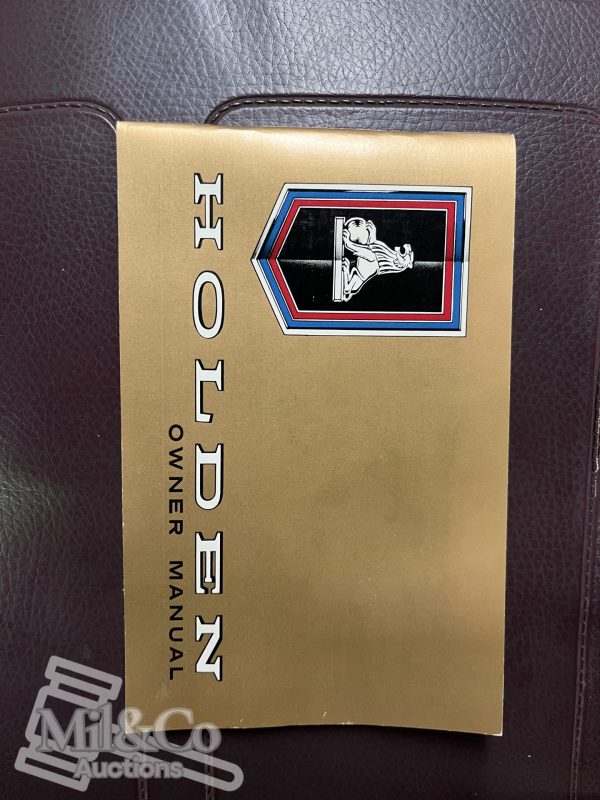 HOLDEN
OWNER MANUAL
Mil&Co
Auctions